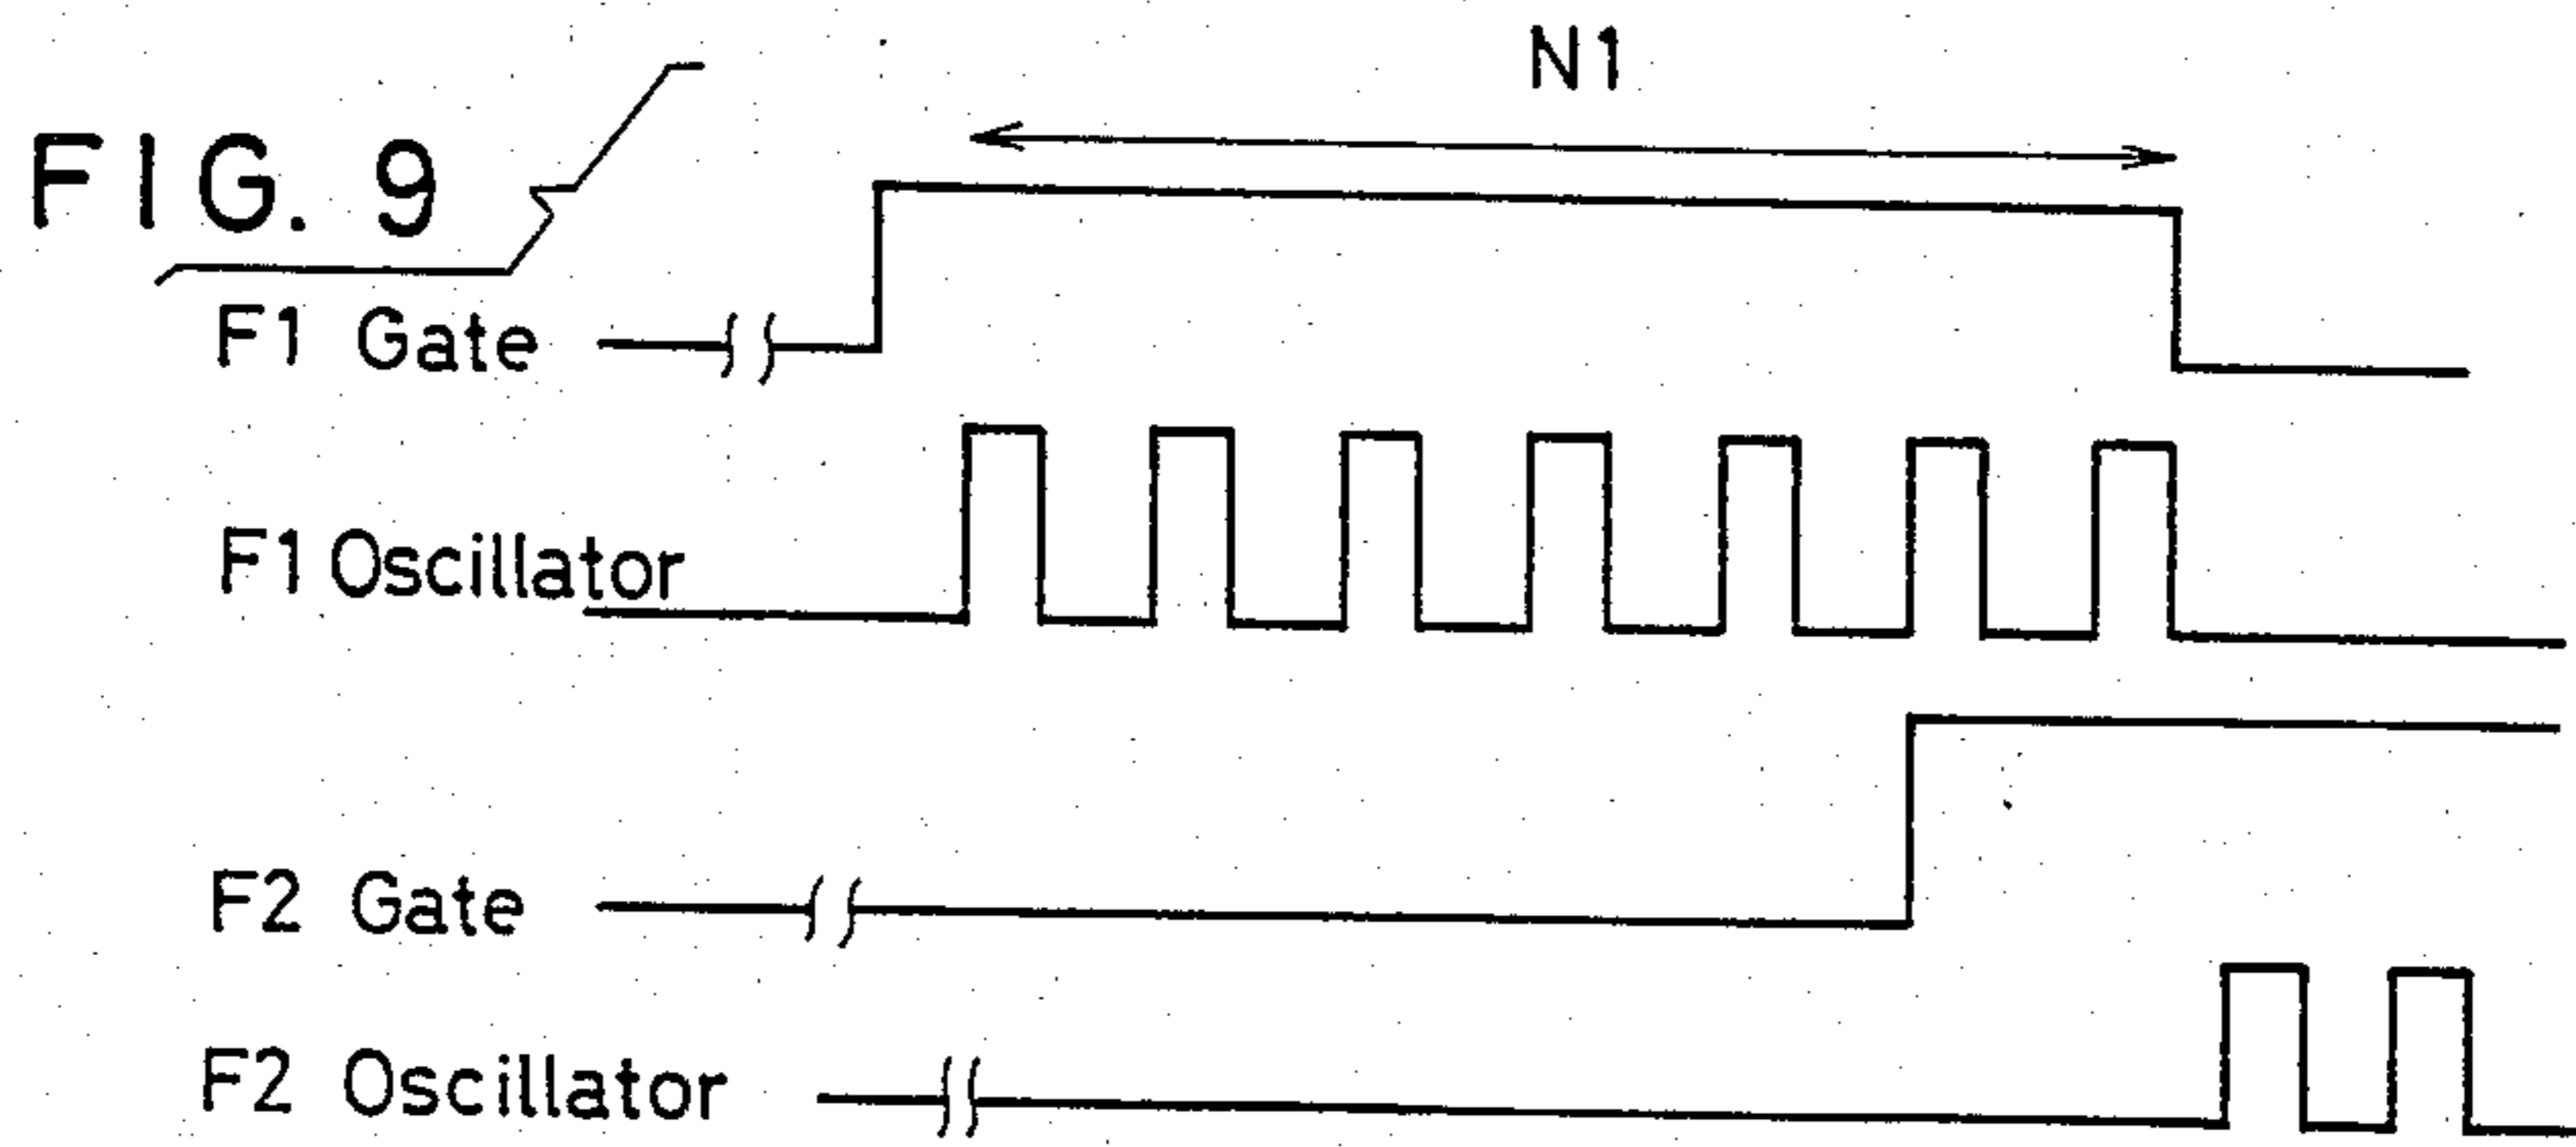 N1
FIG. 9
F1 Gate
F1 Oscillator
F2 Gate
F2 Oscillator